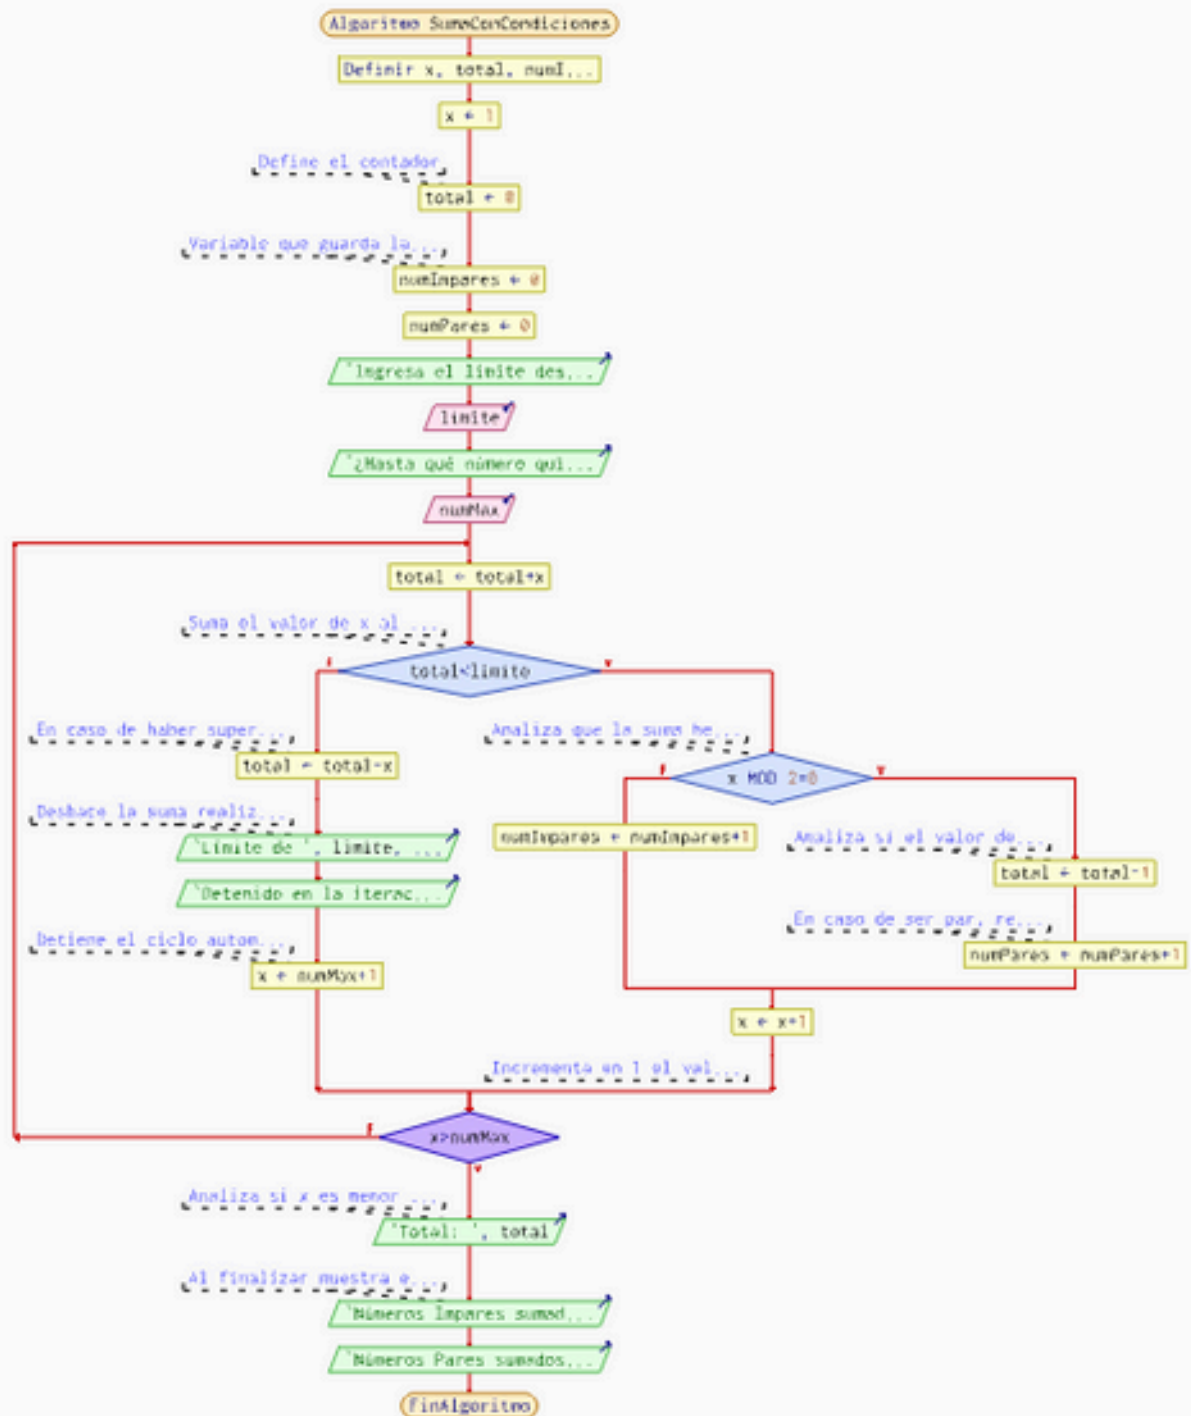 Algoritmo SumaConCondiciones
Definir x, total, numI...
x ← 1
Define el contador
total ← 0
Variable que guarda la...
numImpares ← 0
numPares ← 0
'Ingresa el límite des...
limite
'¿Hasta qué número qui...
numMax
total ← total+x
Suma el valor de x al ...
total<limite
F
V
En caso de haber super...
Analiza que la suma he...
total ← total-x
x MOD 2=0
F
V
Deshace la suma realiz...
numImpares ← numImpares+1
Analiza si el valor de...
'Límite de ', limite, ...
total ← total-1
'Detenido en la iterac...
En caso de ser par, re...
Detiene el ciclo autom...
numPares ← numPares+1
x ← numMax+1
x ← x+1
Incrementa en 1 el val...
F
x>numMax
V
Analiza si x es menor ...
'Total: ', total
Al finalizar muestra e...
'Números Impares sumad...
'Números Pares sumados...
FinAlgoritmo